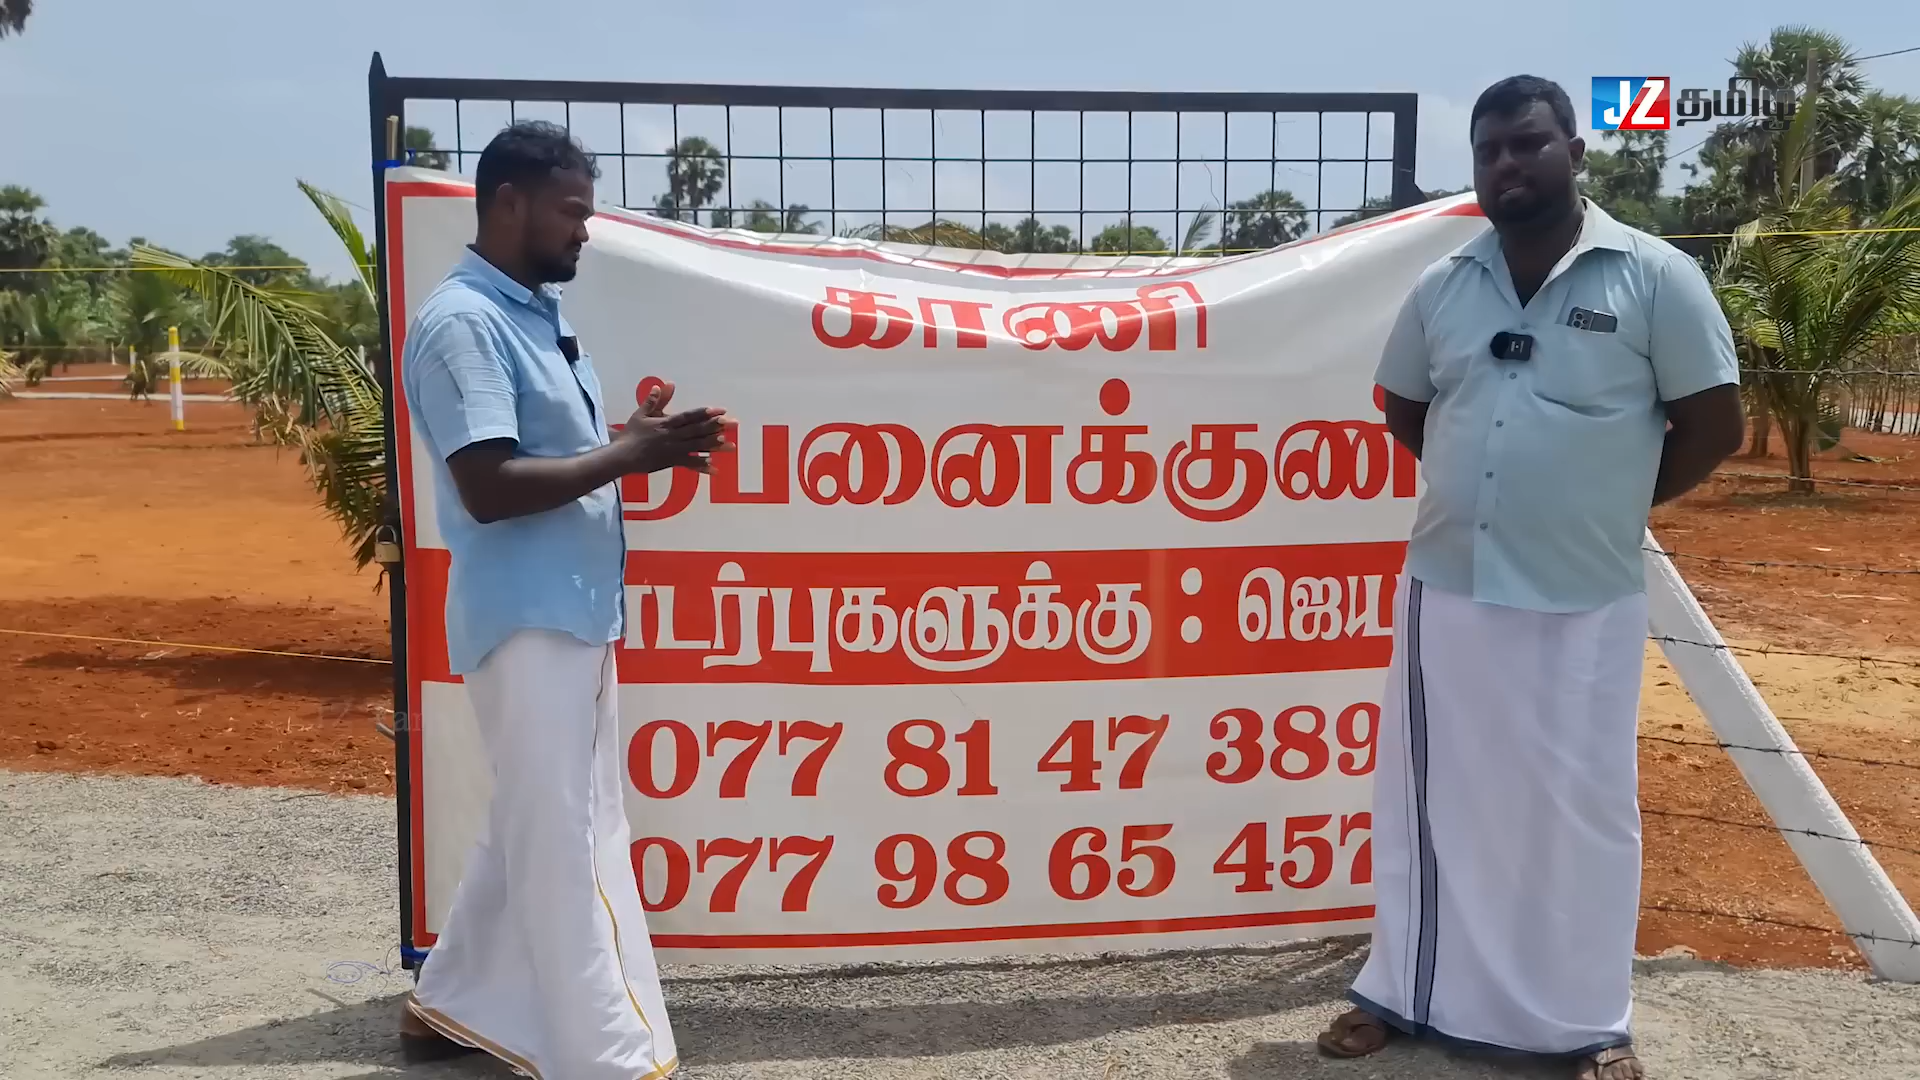 JZ தமிழ்
காணி
ற்பனைக்குண்
டர்புகளுக்கு : ஜெய
077 81 47 389
077 98 65 457